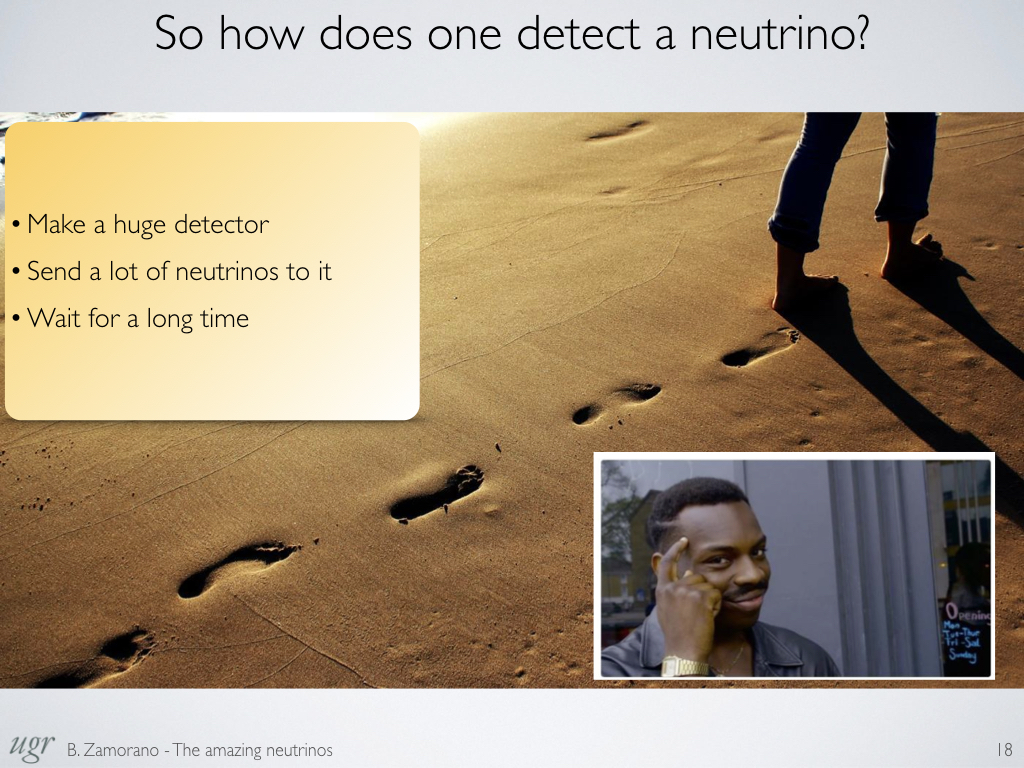 So how does one detect a neutrino?
• Make a huge detector
• Send a lot of neutrinos to it
• Wait for a long time
Opening
Mon
Tue-Thur
Fri-Sat
Sunday
ugr B. Zamorano - The amazing neutrinos 18